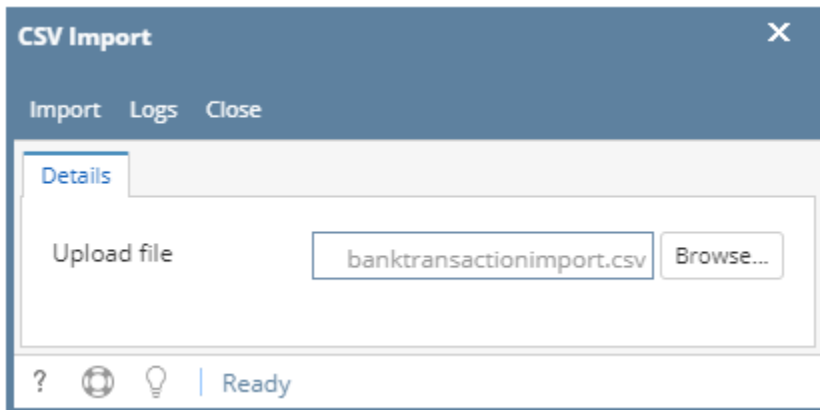 CSV Import
Import Logs Close
Details
Upload file banktransactionimport.csv Browse...
? Ready